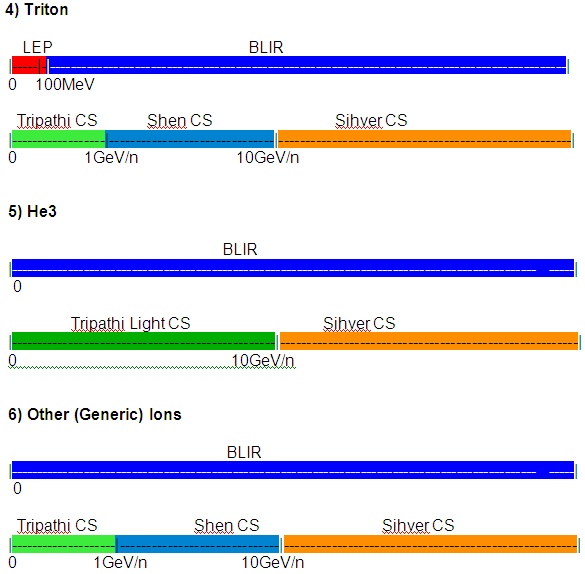 4) Triton
LEP BLIR
0 100MeV
Tripathi CS Shen CS Sihver CS
0 1GeV/n 10GeV/n
5) He3
BLIR
0
Tripathi Light CS Sihver CS
0 10GeV/n
6) Other (Generic) Ions
BLIR
0
Tripathi CS Shen CS Sihver CS
0 1GeV/n 10GeV/n